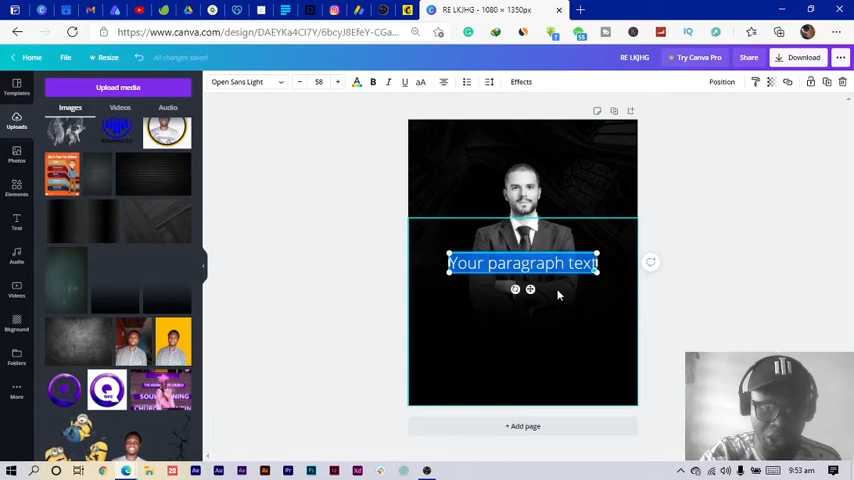 RE LKJHG - 1080 × 1350px
https://www.canva.com/design/DAEYKa4CI7Y/6bcyJ8EfeY-CGa...
Home
File
Resize
All changes saved
RE LKJHG
Try Canva Pro
Share
Download
Upload media
Open Sans Light
58
aA
Effects
Position
Templates
Uploads
Photos
Elements
Text
Audio
Videos
Bkground
Folders
More
Images
Videos
Audio
Your paragraph text
+ Add page
9:53 am